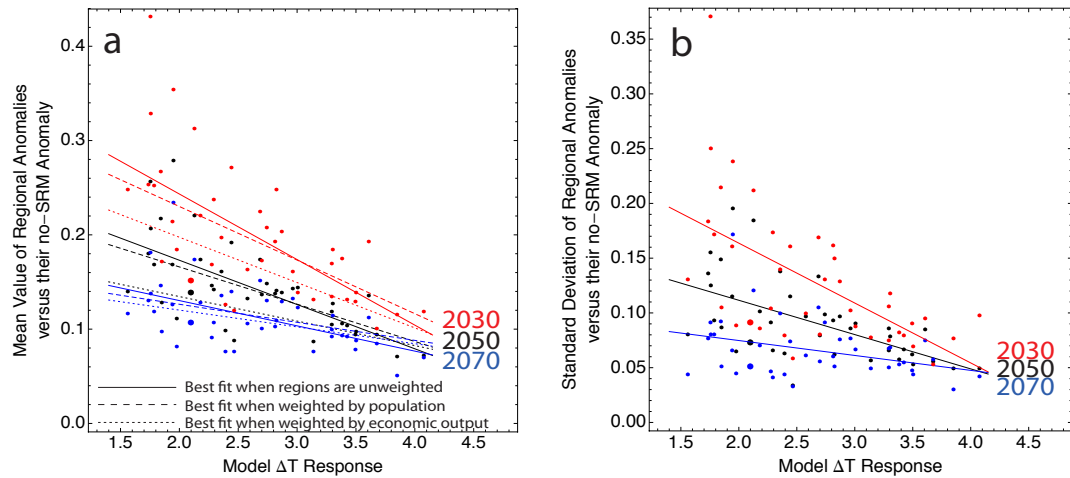 a
Mean Value of Regional Anomalies
versus their no-SRM Anomaly
0.4
0.3
0.2
0.1
0.0
2030
2050
2070
Best fit when regions are unweighted
Best fit when weighted by population
Best fit when weighted by economic output
1.5 2.0 2.5 3.0 3.5 4.0 4.5
Model ΔT Response
b
Standard Deviation of Regional Anomalies
versus their no-SRM Anomaly
0.35
0.30
0.25
0.20
0.15
0.10
0.05
0.00
2030
2050
2070
1.5 2.0 2.5 3.0 3.5 4.0 4.5
Model ΔT Response